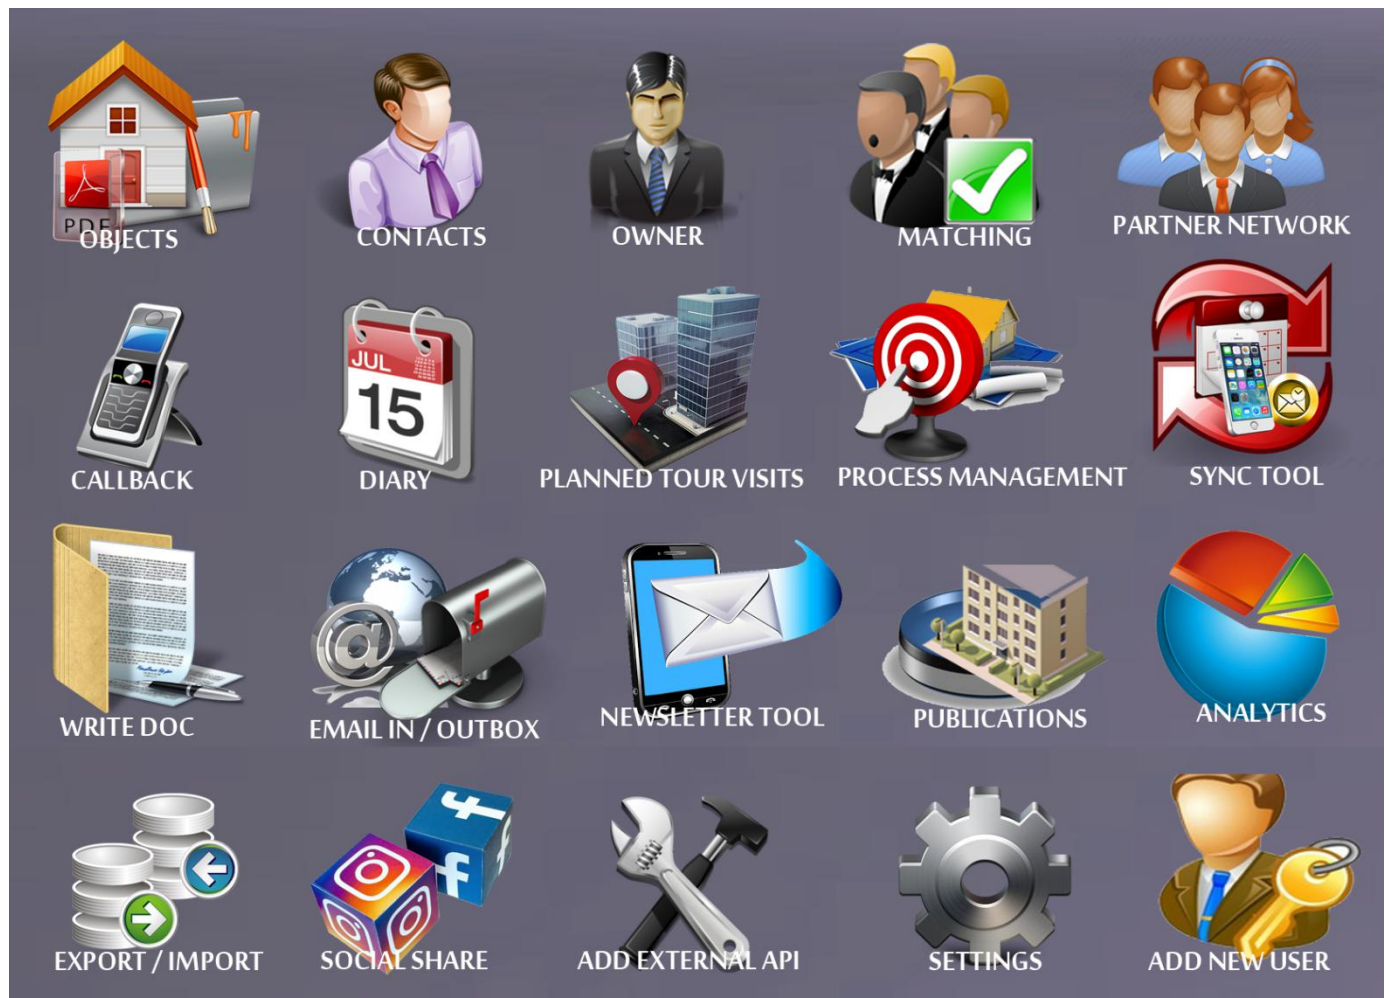 PDF
OBJECTS
CONTACTS
OWNER
MATCHING
PARTNER NETWORK
JUL
15
CALLBACK
DIARY
PLANNED TOUR VISITS
PROCESS MANAGEMENT
SYNC TOOL
@
WRITE DOC
EMAIL IN / OUTBOX
NEWSLETTER TOOL
PUBLICATIONS
ANALYTICS
f
f
f
EXPORT / IMPORT
SOCIAL SHARE
ADD EXTERNAL API
SETTINGS
ADD NEW USER